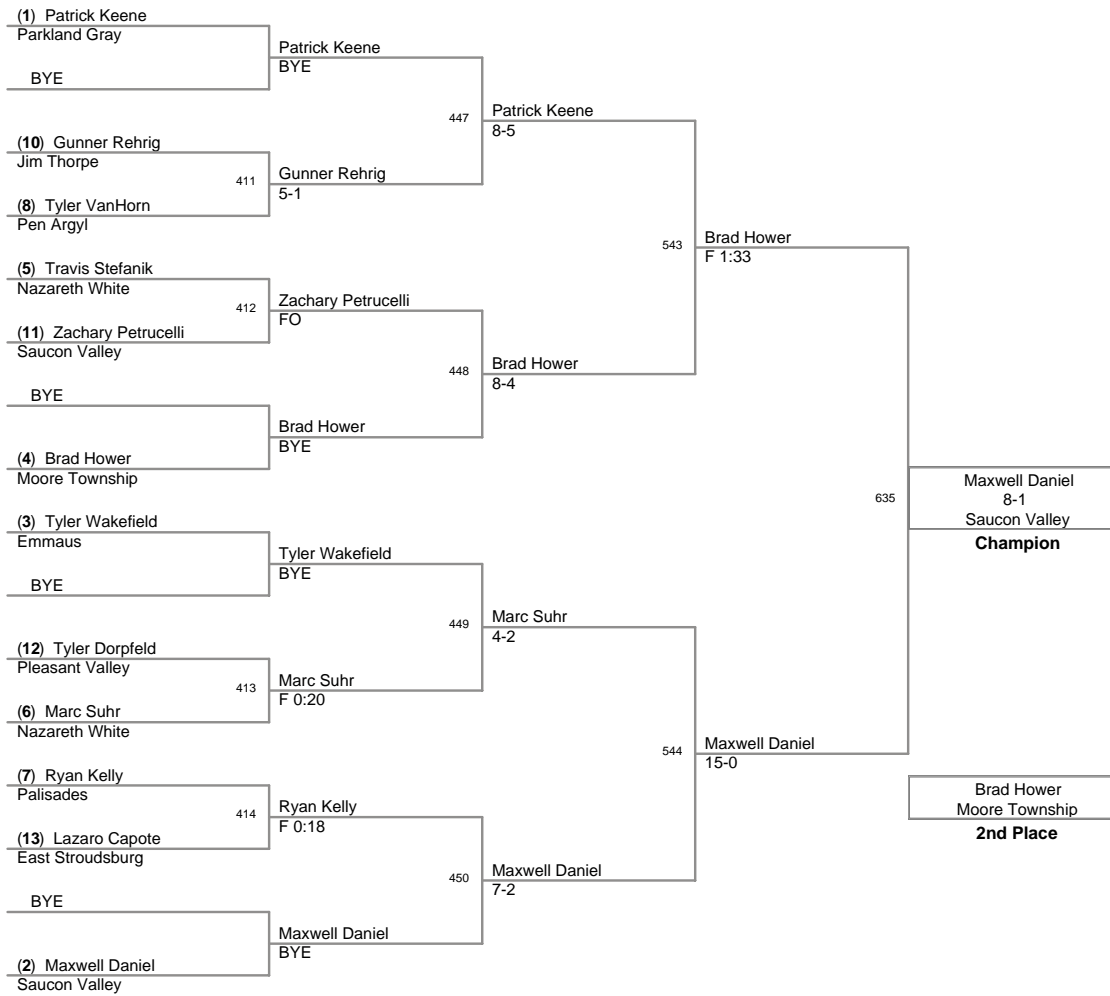 (1) Patrick Keene
Parkland Gray
BYE
(10) Gunner Rehrig
Jim Thorpe
(8) Tyler VanHorn
Pen Argyl
(5) Travis Stefanik
Nazareth White
(11) Zachary Petrucelli
Saucon Valley
BYE
(4) Brad Hower
Moore Township
(3) Tyler Wakefield
Emmaus
BYE
(12) Tyler Dorpfeld
Pleasant Valley
(6) Marc Suhr
Nazareth White
(7) Ryan Kelly
Palisades
(13) Lazaro Capote
East Stroudsburg
BYE
(2) Maxwell Daniel
Saucon Valley
411
412
413
414
Patrick Keene
BYE
Gunner Rehrig
5-1
Zachary Petrucelli
FO
Brad Hower
BYE
Tyler Wakefield
BYE
Marc Suhr
F 0:20
Ryan Kelly
F 0:18
Maxwell Daniel
BYE
447
448
449
450
Patrick Keene
8-5
Brad Hower
8-4
Marc Suhr
4-2
Maxwell Daniel
7-2
543
544
Brad Hower
F 1:33
Maxwell Daniel
15-0
635
Maxwell Daniel
8-1
Saucon Valley
Champion
Brad Hower
Moore Township
2nd Place